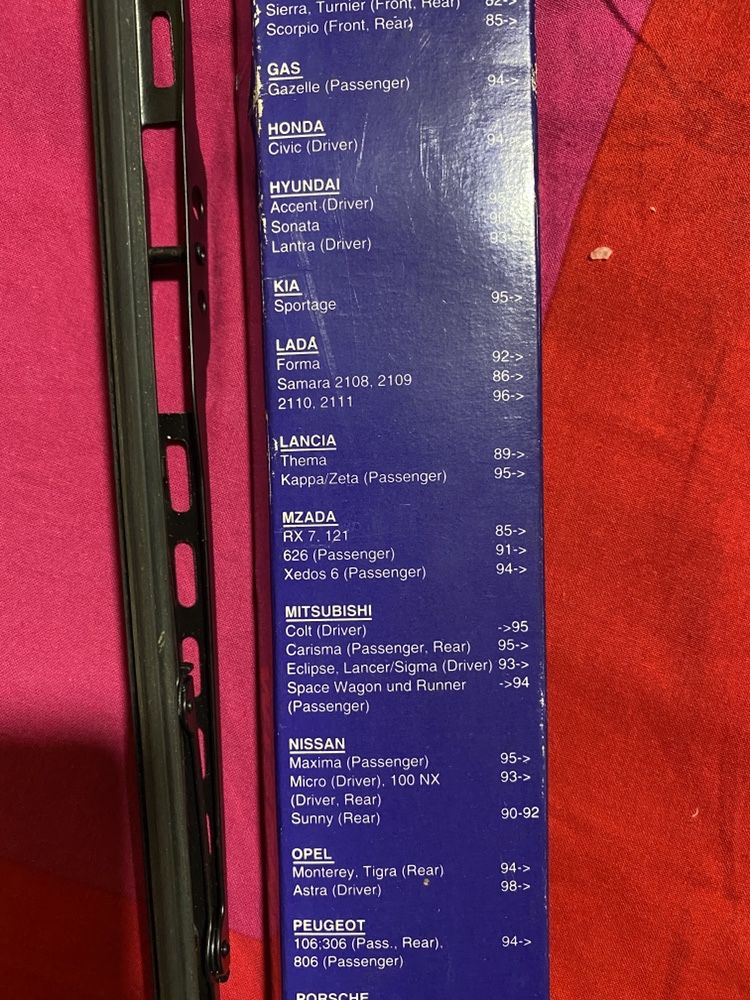 Sierra, Turnier (Front, Rear) 82->
Scorpio (Front, Rear) 85->
GAS
Gazelle (Passenger) 94->
HONDA
Civic (Driver) 94->
HYUNDAI
Accent (Driver)
Sonata
Lantra (Driver) 93->
KIA
Sportage 95->
LADA
Forma 92->
Samara 2108, 2109 86->
2110, 2111 96->
LANCIA
Thema 89->
Kappa/Zeta (Passenger) 95->
MZADA
RX 7, 121 85->
626 (Passenger) 91->
Xedos 6 (Passenger) 94->
MITSUBISHI
Colt (Driver) ->95
Carisma (Passenger, Rear) 95->
Eclipse, Lancer/Sigma (Driver) 93->
Space Wagon und Runner ->94
(Passenger)
NISSAN
Maxima (Passenger) 95->
Micro (Driver), 100 NX 93->
(Driver, Rear)
Sunny (Rear) 90-92
OPEL
Monterey, Tigra (Rear) 94->
Astra (Driver) 98->
PEUGEOT
106;306 (Pass., Rear), 94->
806 (Passenger)
PORSCHE